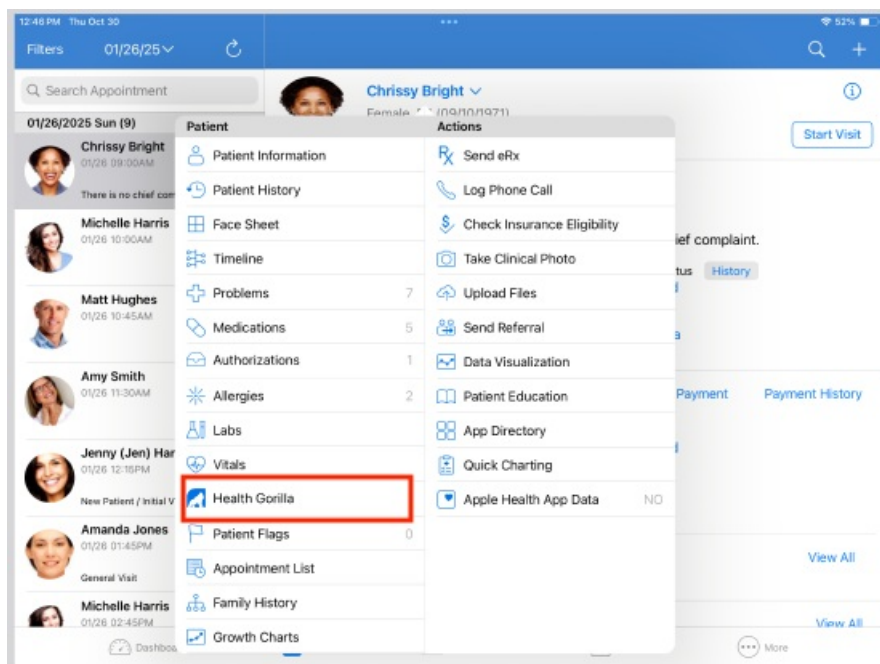 12:46 PM Thu Oct 30
52%
Filters
01/26/25
Search Appointment
01/26/2025 Sun (9)
Chrissy Bright
01/26 09:00AM
There is no chief com
Michelle Harris
01/26 10:00AM
Matt Hughes
01/26 10:45AM
Amy Smith
01/26 11:30AM
Jenny (Jen) Har
01/26 12:15PM
New Patient / Initial V
Amanda Jones
01/26 01:45PM
General Visit
Michelle Harris
01/26 02:45PM
Chrissy Bright
Female (09/10/1971)
Start Visit
Patient
Patient Information
Patient History
Face Sheet
Timeline
Problems 7
Medications 5
Authorizations 1
Allergies 2
Labs
Vitals
Health Gorilla
Patient Flags 0
Appointment List
Family History
Growth Charts
Actions
Send eRx
Log Phone Call
Check Insurance Eligibility
Take Clinical Photo
Upload Files
Send Referral
Data Visualization
Patient Education
App Directory
Quick Charting
Apple Health App Data NO
ief complaint.
tus History
Payment Payment History
View All
View All
Dashboa
More